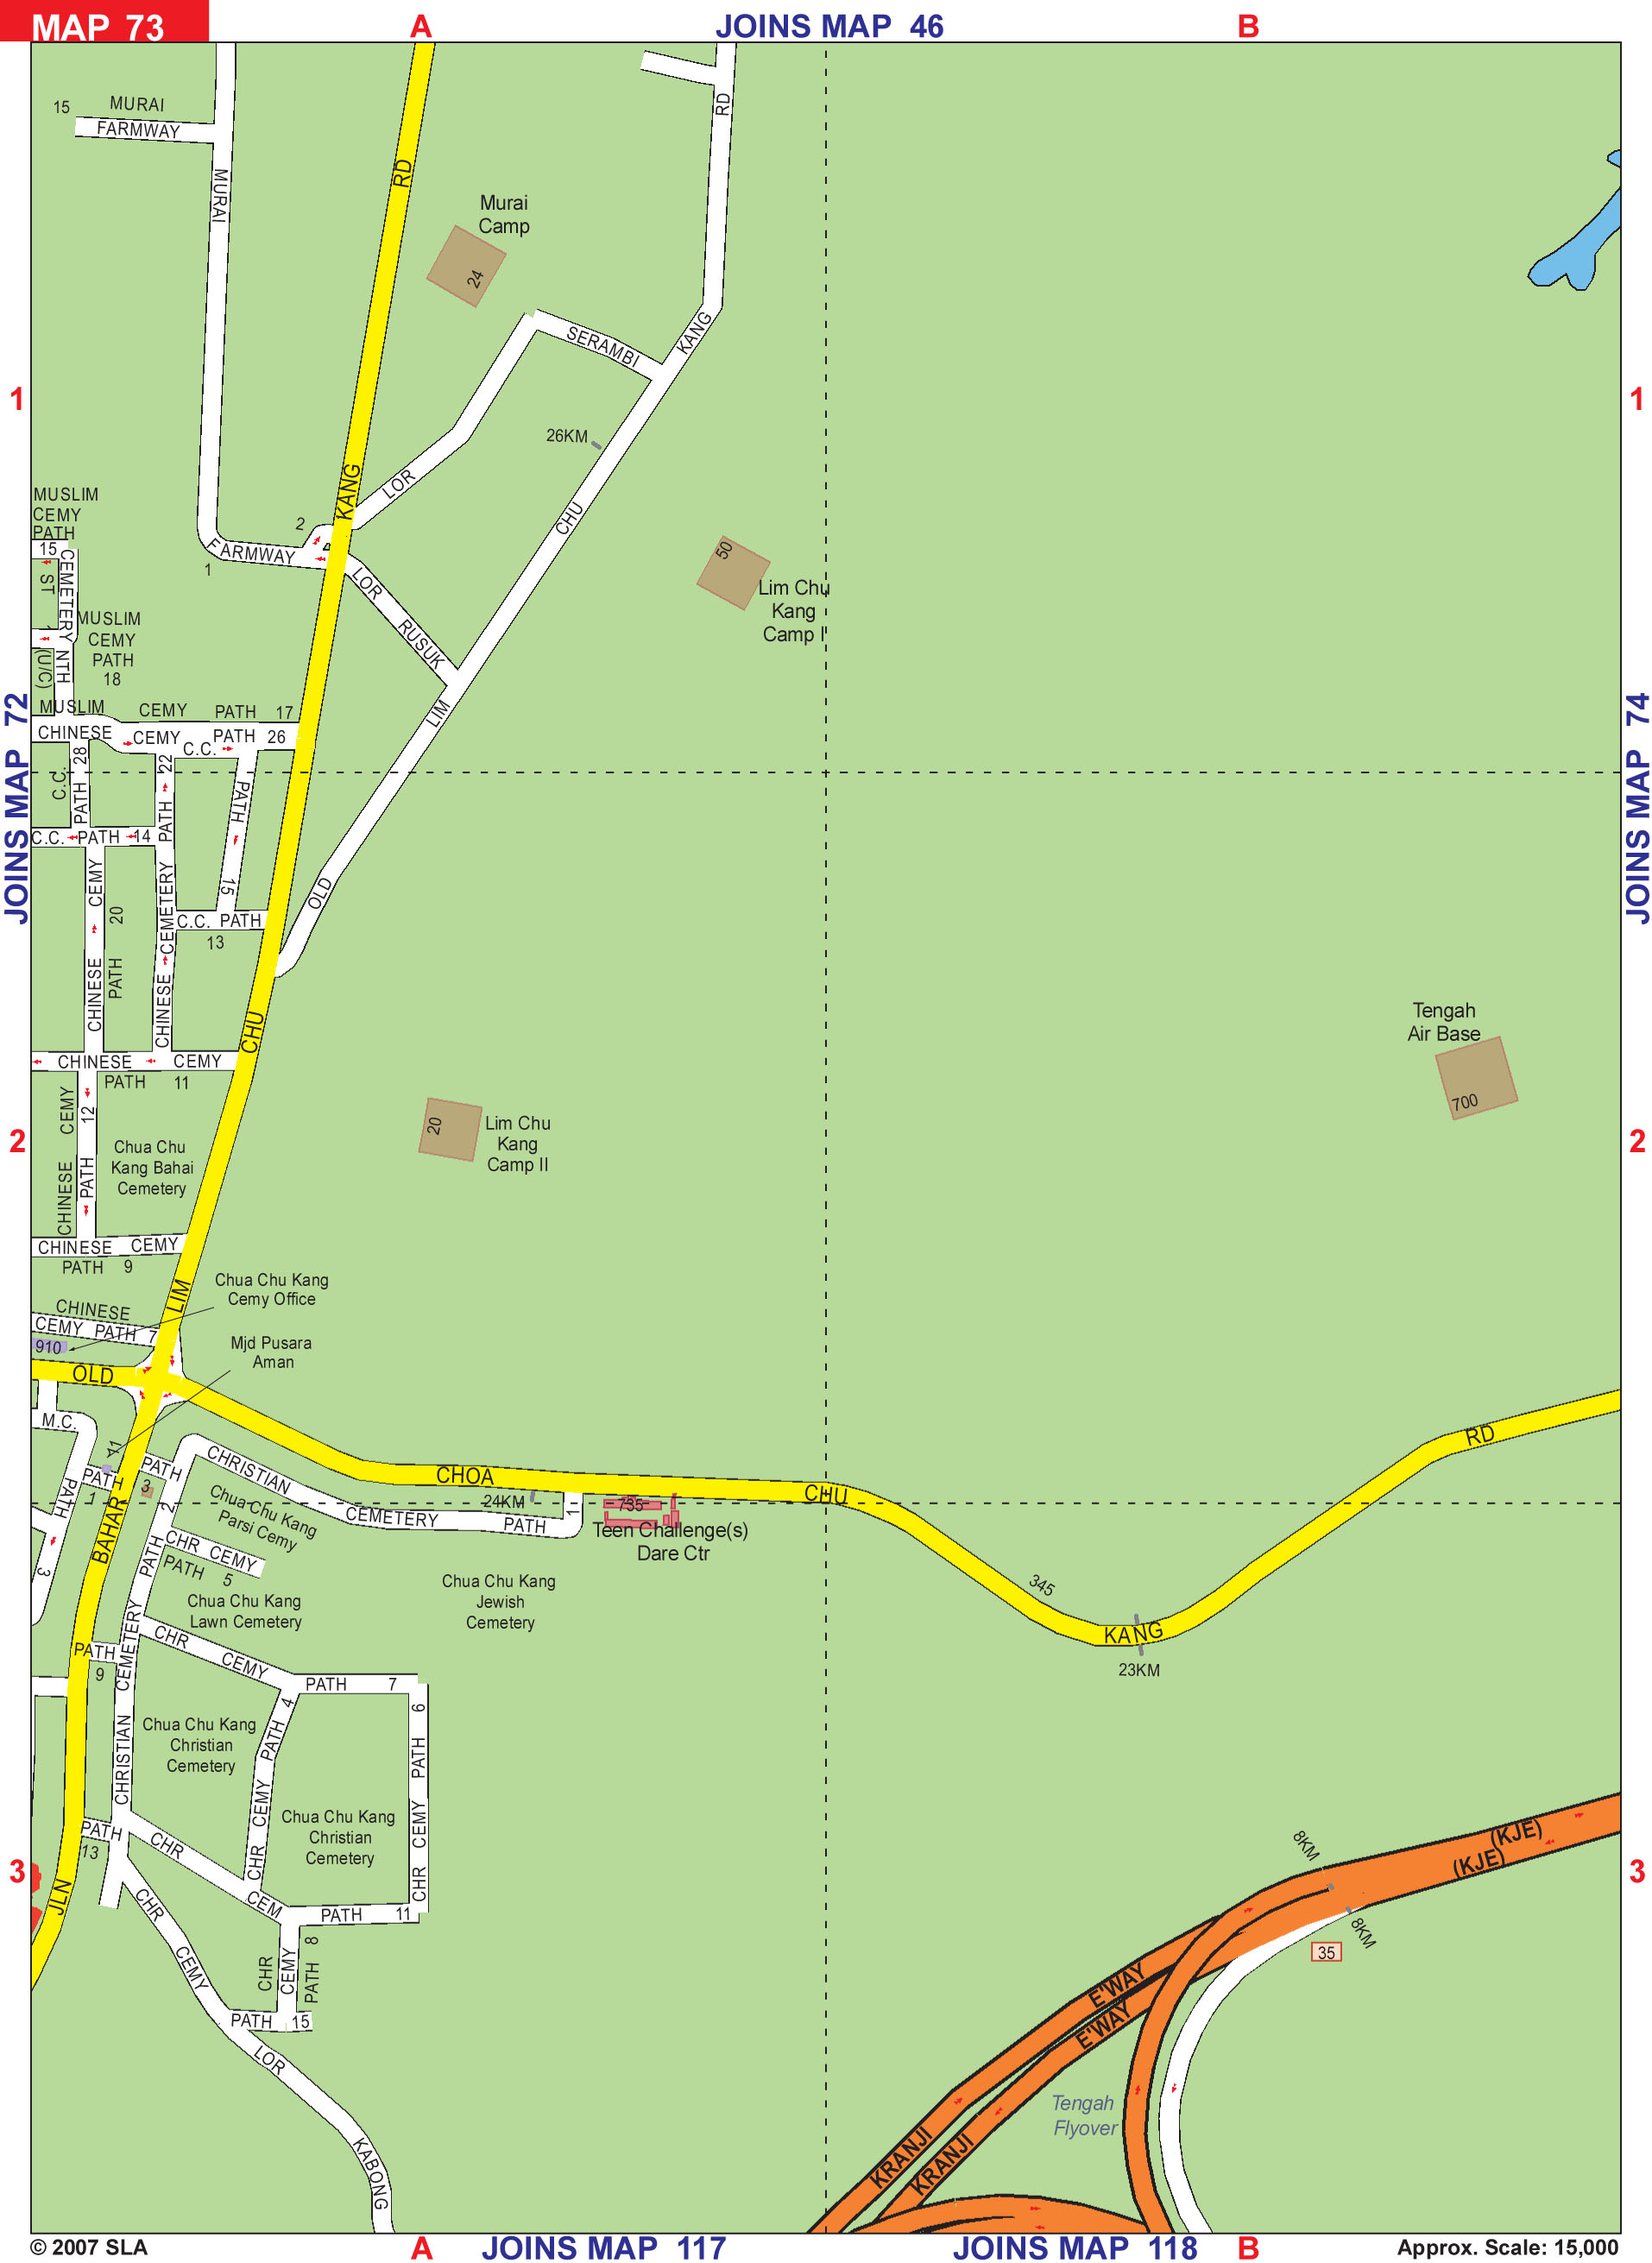 MAP 73
A
JOINS MAP 46
B
15
MURAI
FARMWAY
MURAI
RD
RD
Murai
Camp
24
SERAMBI
KANG
1
1
26KM
LOR
KANG
CHU
MUSLIM
CEMY
PATH
15
ST
CEMETERY NTH
1
(U/C)
2
FARMWAY
1
LOR
RUSUK
50
Lim Chu
Kang
Camp I
MUSLIM
CEMY
PATH
18
LIM
JOINS MAP 72
JOINS MAP 74
MUSLIM CEMY PATH 17
CHINESE CEMY PATH 26
C.C.
PATH
15
C.C.
PATH 28
CHINESE CEMETERY PATH 22
C.C. PATH 14
CHINESE CEMY
PATH 20
C.C. PATH
13
OLD
CHU
CHINESE CEMY
PATH 11
CHINESE CEMY
PATH 12
Chua Chu
Kang Bahai
Cemetery
20
Lim Chu
Kang
Camp II
Tengah
Air Base
700
2
2
CHINESE CEMY
PATH 9
LIM
Chua Chu Kang
Cemy Office
CHINESE
CEMY PATH 7
910
Mjd Pusara
Aman
OLD
M.C.
PATH
3
11
PATH
1
PATH
1
3
CHRISTIAN
CEMETERY
PATH
1
2
Chua Chu Kang
Parsi Cemy
CHOA
24KM
735
Teen Challenge(s)
Dare Ctr
CHU
RD
345
KANG
23KM
BAHAR
CHR CEMY
PATH 5
Chua Chu Kang
Lawn Cemetery
Chua Chu Kang
Jewish
Cemetery
PATH
9
CHRISTIAN CEMETERY PATH
CHR
CEMY
PATH 7
CHR CEMY PATH 4
CHR CEMY PATH 6
Chua Chu Kang
Christian
Cemetery
Chua Chu Kang
Christian
Cemetery
PATH
13
CHR
CEM
PATH 11
3
3
JLN
CHR
CEMY
CHR
CEMY
PATH 8
PATH 15
LOR
KABONG
8KM
(KJE)
(KJE)
8KM
35
E'WAY
E'WAY
KRANJI
KRANJI
Tengah
Flyover
© 2007 SLA
A
JOINS MAP 117
JOINS MAP 118
B
Approx. Scale: 15,000